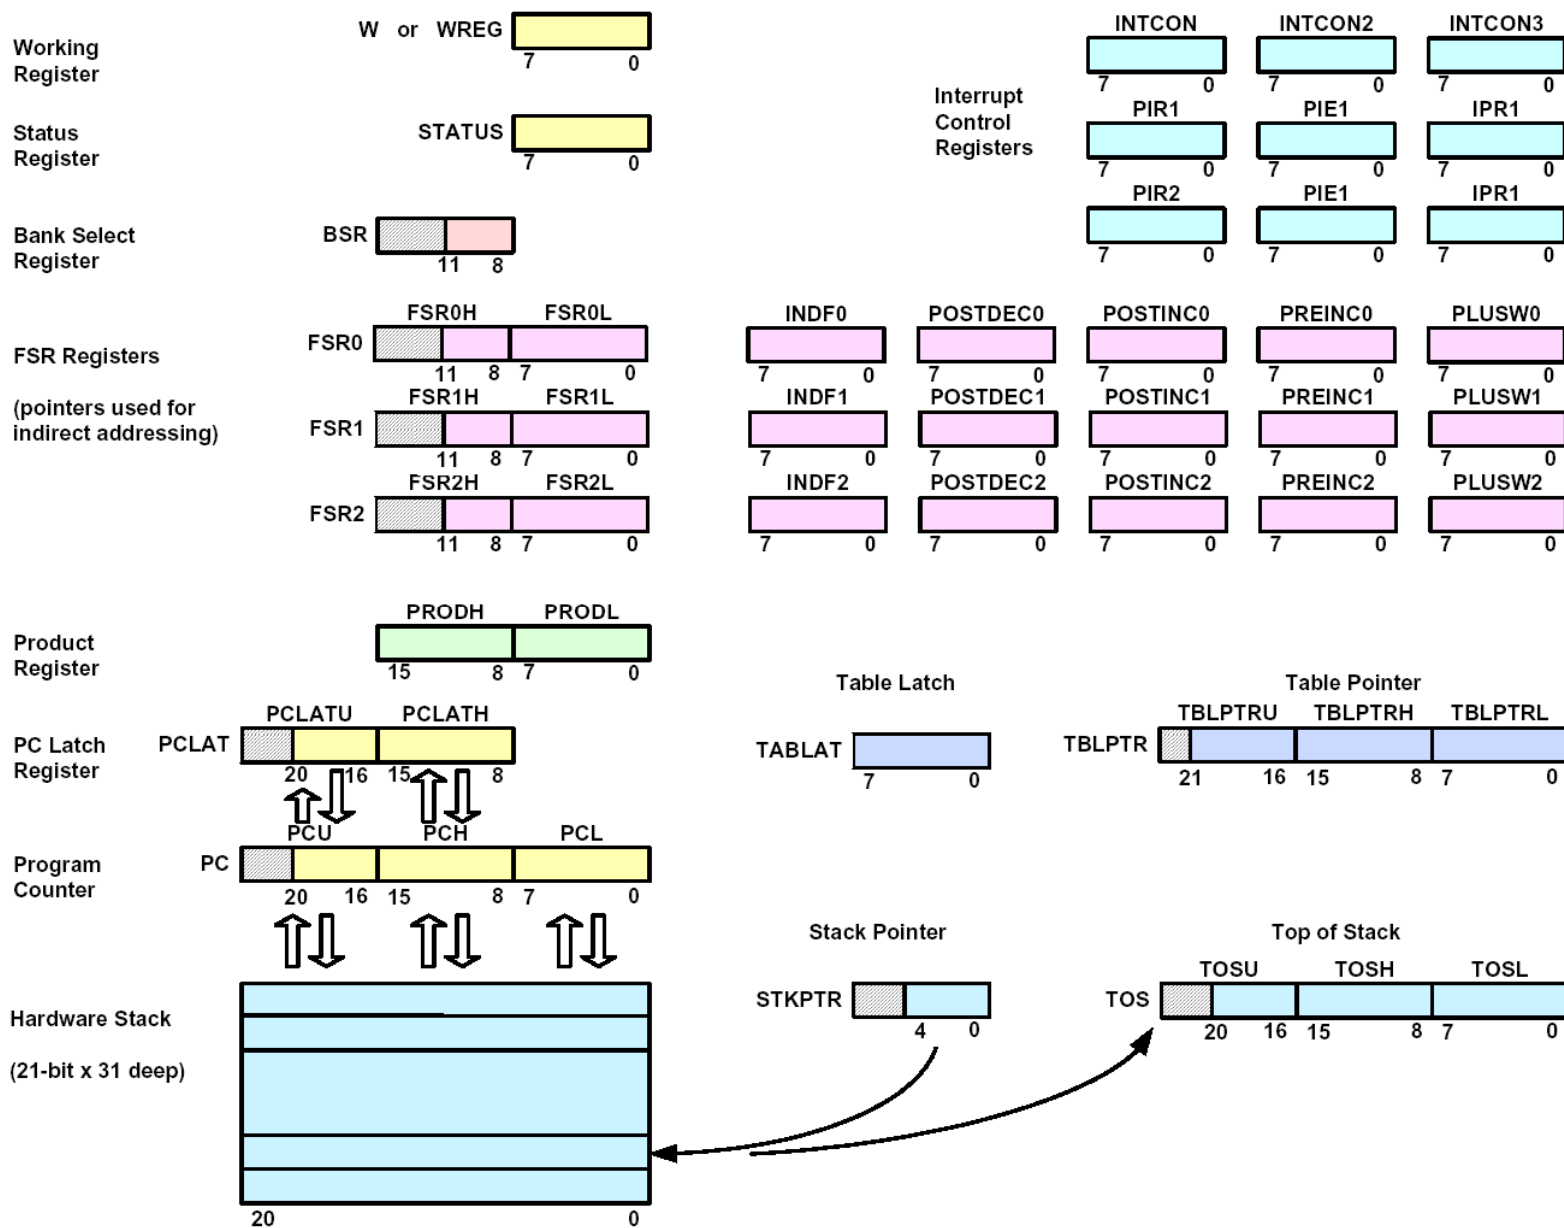 W or WREG
7 0
Working
Register
STATUS
7 0
Status
Register
BSR
11 8
Bank Select
Register
INTCON INTCON2 INTCON3
7 0 7 0 7 0
Interrupt
Control
Registers
PIR1 PIE1 IPR1
7 0 7 0 7 0
PIR2 PIE1 IPR1
7 0 7 0 7 0
FSR Registers
(pointers used for
indirect addressing)
FSR0H FSR0L
FSR0
11 8 7 0
FSR1H FSR1L
FSR1
11 8 7 0
FSR2H FSR2L
FSR2
11 8 7 0
INDF0 POSTDEC0 POSTINC0 PREINC0 PLUSW0
7 0 7 0 7 0 7 0 7 0
INDF1 POSTDEC1 POSTINC1 PREINC1 PLUSW1
7 0 7 0 7 0 7 0 7 0
INDF2 POSTDEC2 POSTINC2 PREINC2 PLUSW2
7 0 7 0 7 0 7 0 7 0
Product
Register
PRODH PRODL
15 8 7 0
PC Latch
Register
PCLATU PCLATH
PCLAT
20 16 15 8
Table Latch
TABLAT
7 0
Table Pointer
TBLPTRU TBLPTRH TBLPTRL
TBLPTR
21 16 15 8 7 0
Program
Counter
PCU PCH PCL
PC
20 16 15 8 7 0
Stack Pointer
STKPTR
4 0
Top of Stack
TOSU TOSH TOSL
TOS
20 16 15 8 7 0
Hardware Stack
(21-bit x 31 deep)
20 0